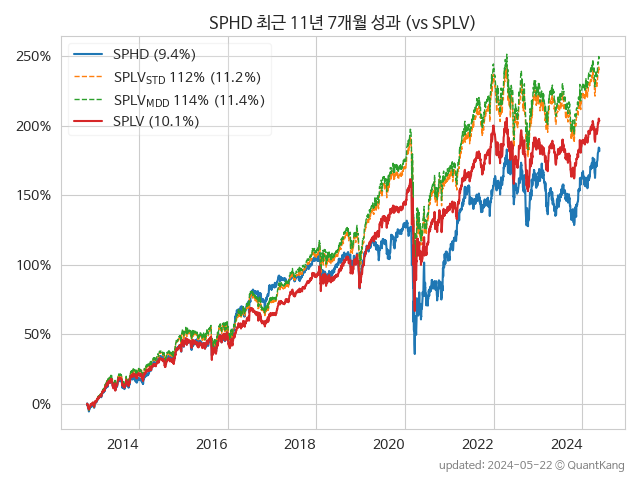 SPHD 최근 11년 7개월 성과 (vs SPLV)
SPHD (9.4%)
SPLV_STD 112% (11.2%)
SPLV_MDD 114% (11.4%)
SPLV (10.1%)
250%
200%
150%
100%
50%
0%
2014 2016 2018 2020 2022 2024
updated: 2024-05-22 © QuantKang